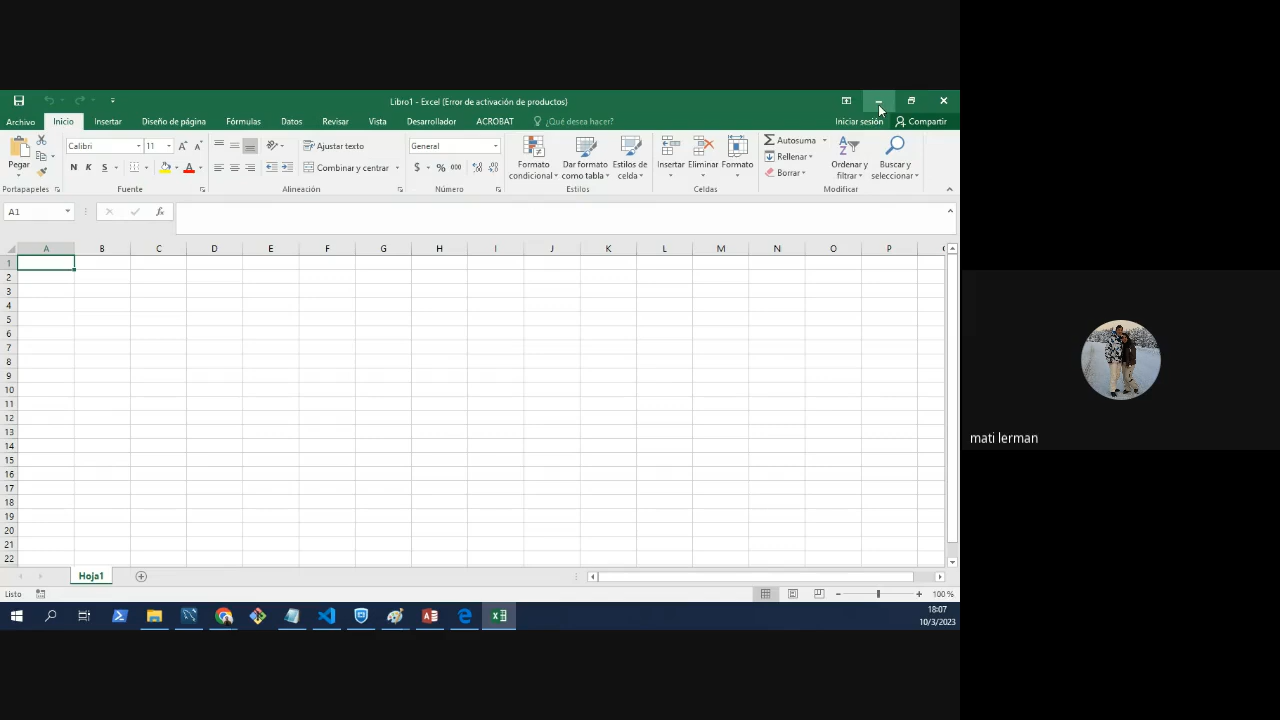 Libro1 - Excel (Error de activación de productos)
Archivo Inicio Insertar Diseño de página Fórmulas Datos Revisar Vista Desarrollador ACROBAT ¿Qué desea hacer? Iniciar sesión Compartir
Pegar
Portapapeles
Calibri 11
N K S
Fuente
Ajustar texto
Combinar y centrar
Alineación
General
$ % 000
Número
Formato condicional
Dar formato como tabla
Estilos de celda
Estilos
Insertar Eliminar Formato
Celdas
Autosuma
Rellenar
Borrar
Ordenar y filtrar
Buscar y seleccionar
Modificar
A1 fx
A B C D E F G H I J K L M N O P
1
2
3
4
5
6
7
8
9
10
11
12
13
14
15
16
17
18
19
20
21
22
Hoja1
Listo 100 %
18:07
10/3/2023
mati lerman